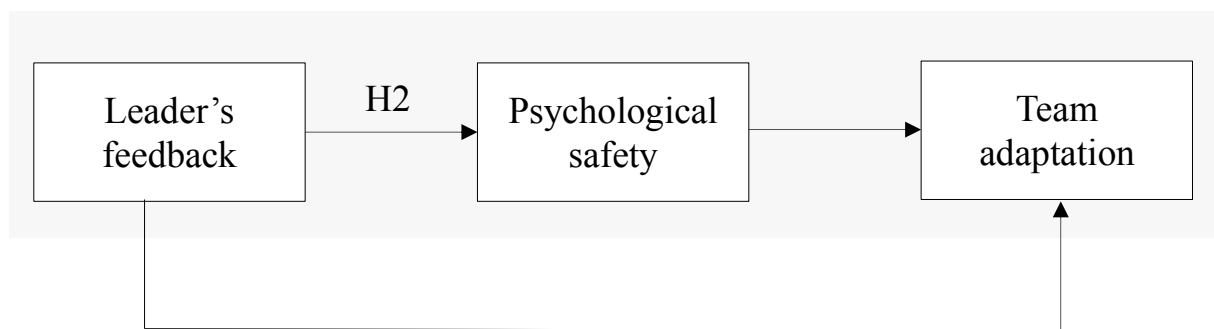 Leader’s
feedback
H2
Psychological
safety
Team
adaptation